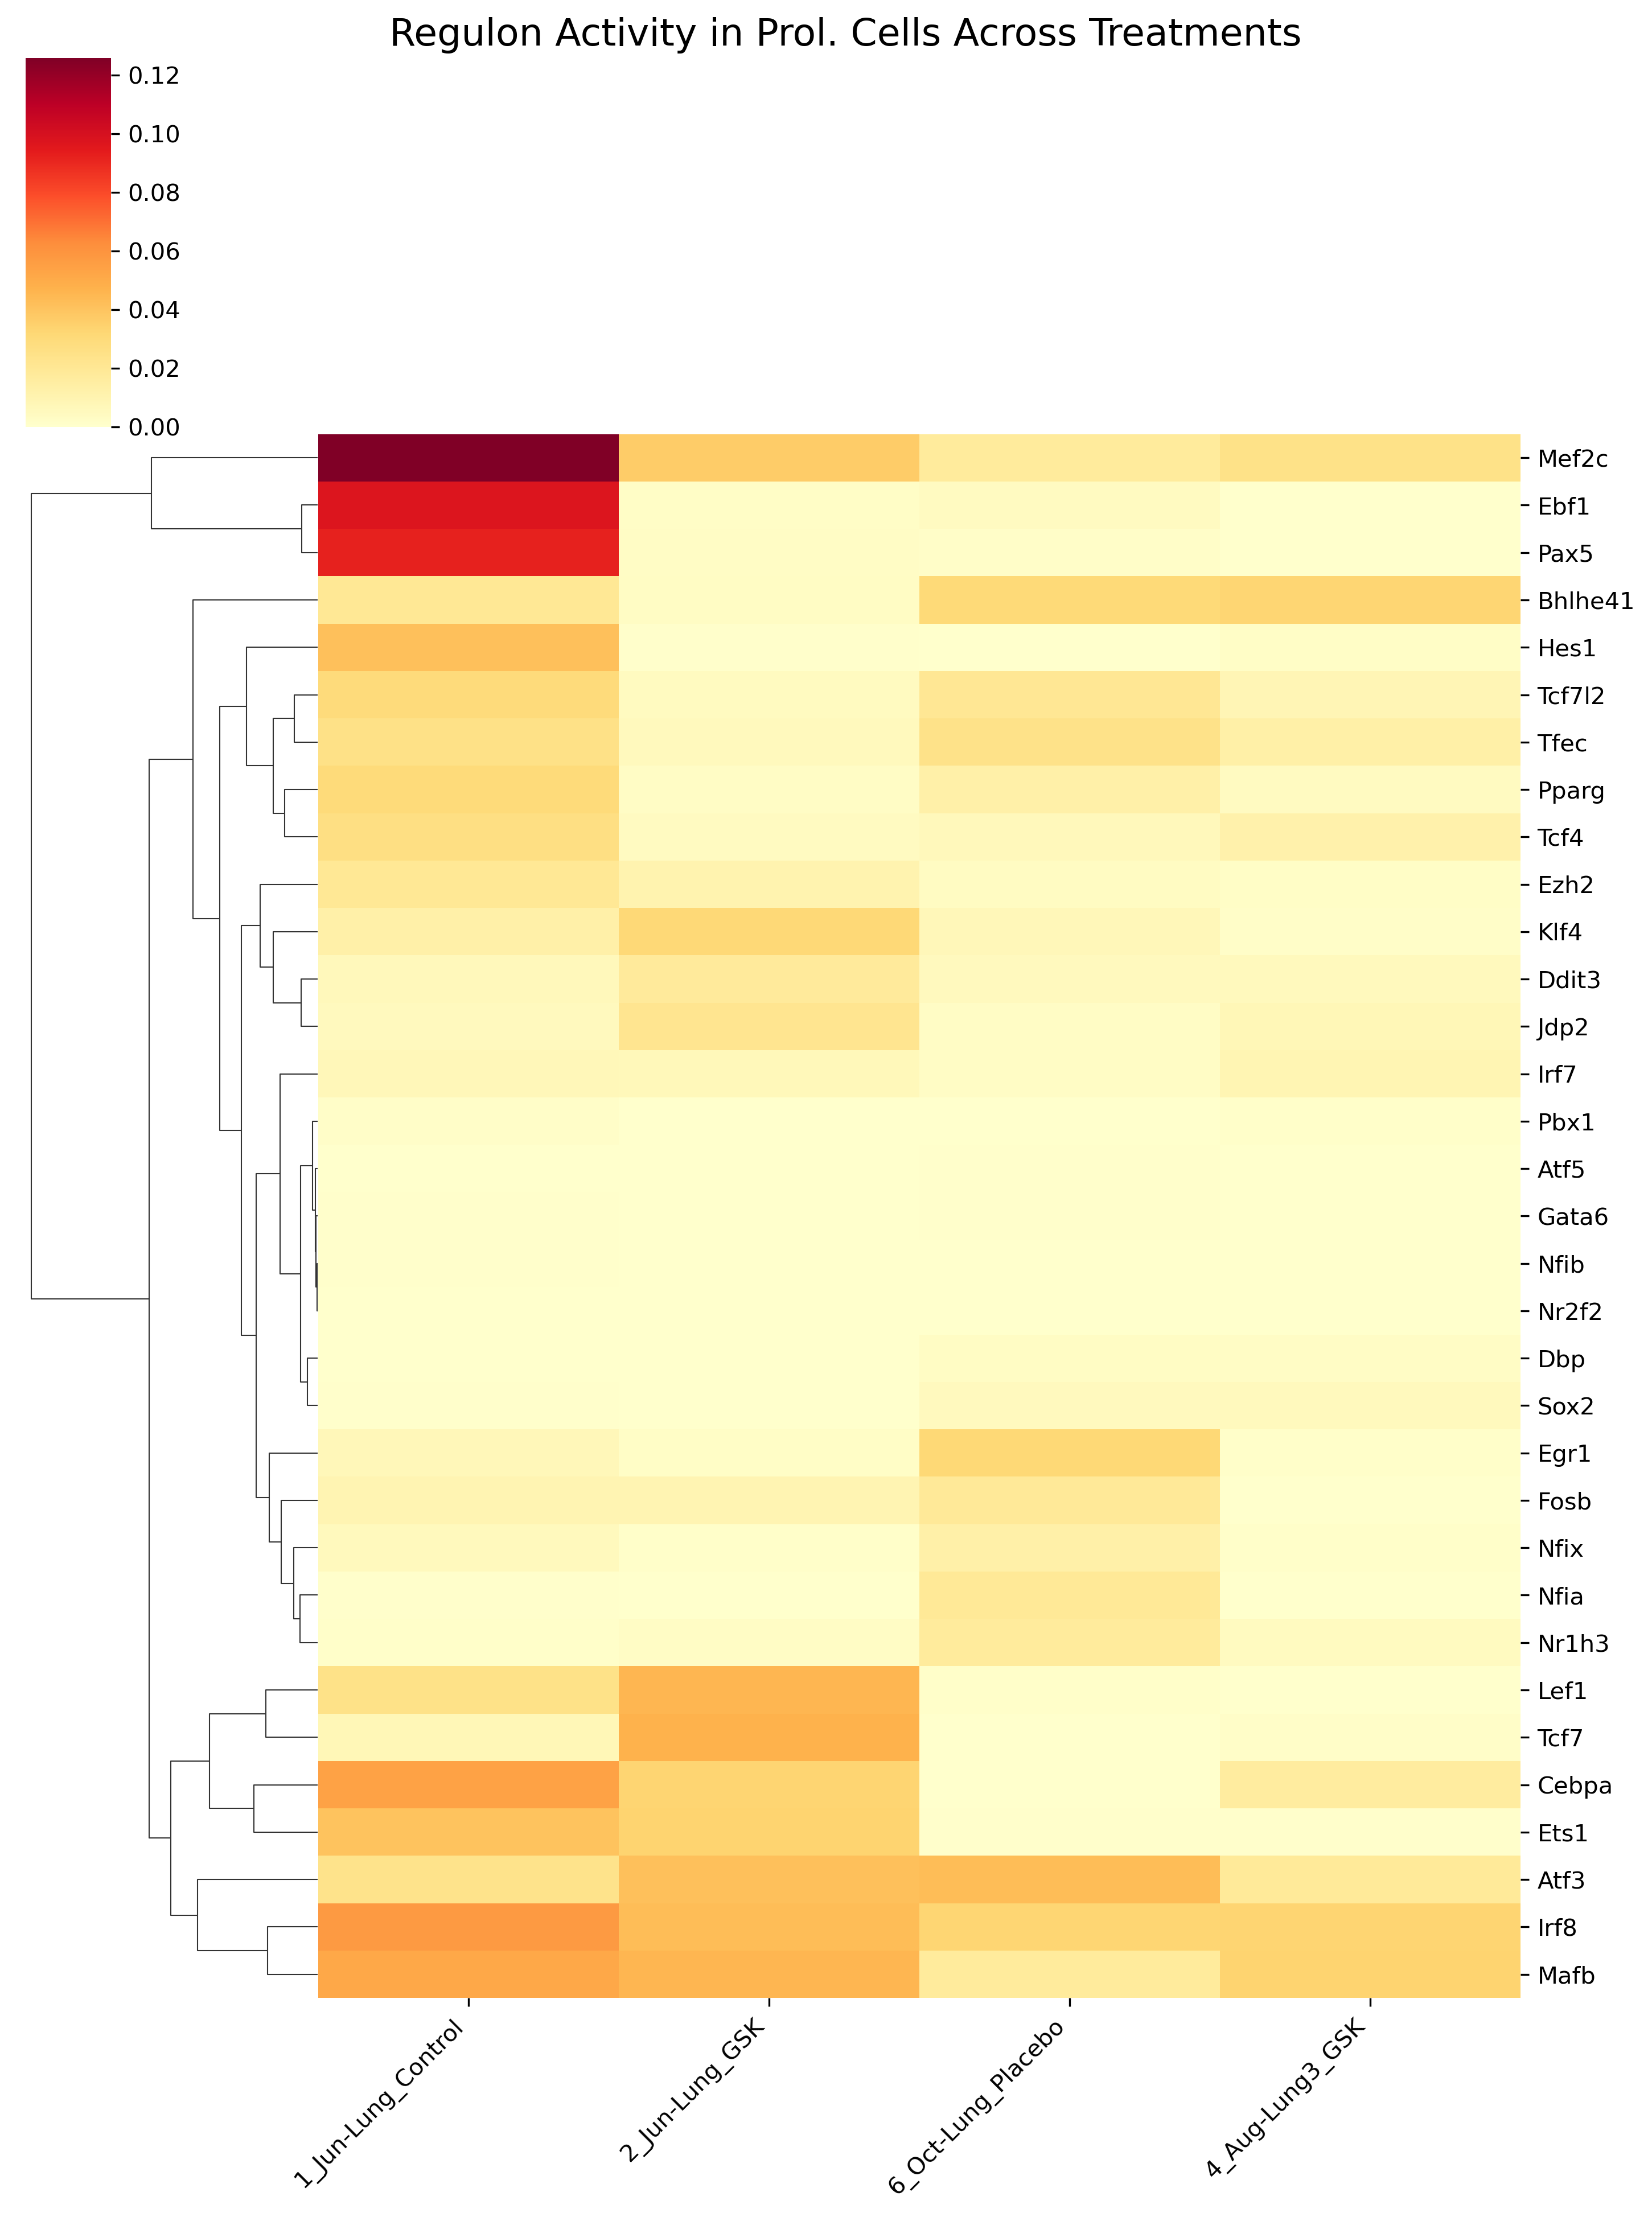 Regulon Activity in Prol. Cells Across Treatments
0.12
0.10
0.08
0.06
0.04
0.02
0.00
Mef2c
Ebf1
Pax5
Bhlhe41
Hes1
Tcf7l2
Tfec
Pparg
Tcf4
Ezh2
Klf4
Ddit3
Jdp2
Irf7
Pbx1
Atf5
Gata6
Nfib
Nr2f2
Dbp
Sox2
Egr1
Fosb
Nfix
Nfia
Nr1h3
Lef1
Tcf7
Cebpa
Ets1
Atf3
Irf8
Mafb
1_Jun-Lung_Control
2_Jun-Lung_GSK
6_Oct-Lung_Placebo
4_Aug-Lung3_GSK